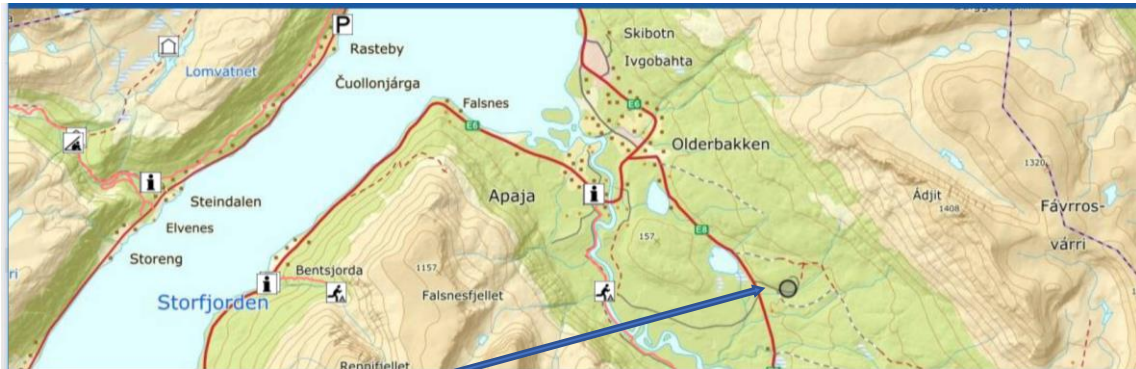 P
Skibotn
Rasteby
Ivgobahta
Lomvatnet
Čuollonjárga
Falsnes
E6
E6
Olderbakken
1320
i
Steindalen
Apaja
i
Ádjit
1408
Fávrros-
várri
Elvenes
157
E8
Storeng
Bentsjorda
1157
i
Storfjorden
Falsnesfjellet